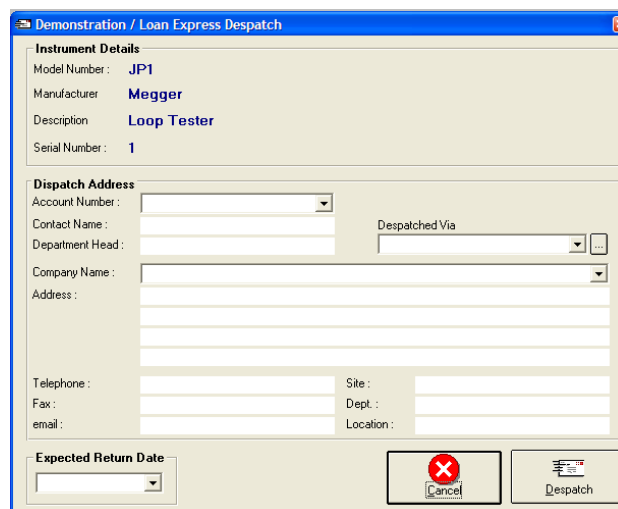 Demonstration / Loan Express Despatch
Instrument Details
Model Number : JP1
Manufacturer Megger
Description Loop Tester
Serial Number : 1
Dispatch Address
Account Number :
Contact Name :
Despatched Via
Department Head :
...
Company Name :
Address :
Telephone :
Site :
Fax :
Dept. :
email :
Location :
Expected Return Date
Cancel
Despatch